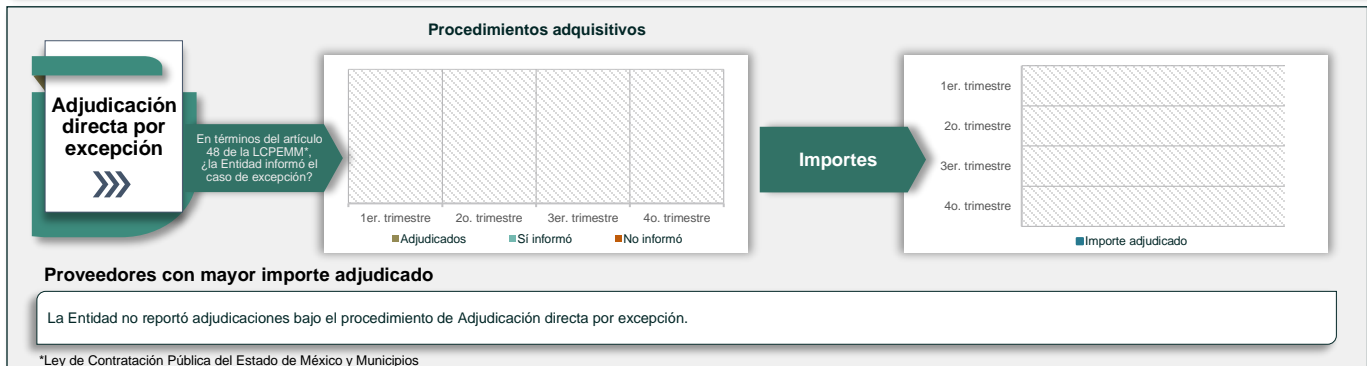 Procedimientos adquisitivos
Adjudicación
directa por
excepción
En términos del artículo
48 de la LCPEMM*,
¿la Entidad informó el
caso de excepción?
1er. trimestre 2o. trimestre 3er. trimestre 4o. trimestre
Adjudicados Sí informó No informó
Importes
1er. trimestre
2o. trimestre
3er. trimestre
4o. trimestre
Importe adjudicado
Proveedores con mayor importe adjudicado
La Entidad no reportó adjudicaciones bajo el procedimiento de Adjudicación directa por excepción.
*Ley de Contratación Pública del Estado de México y Municipios